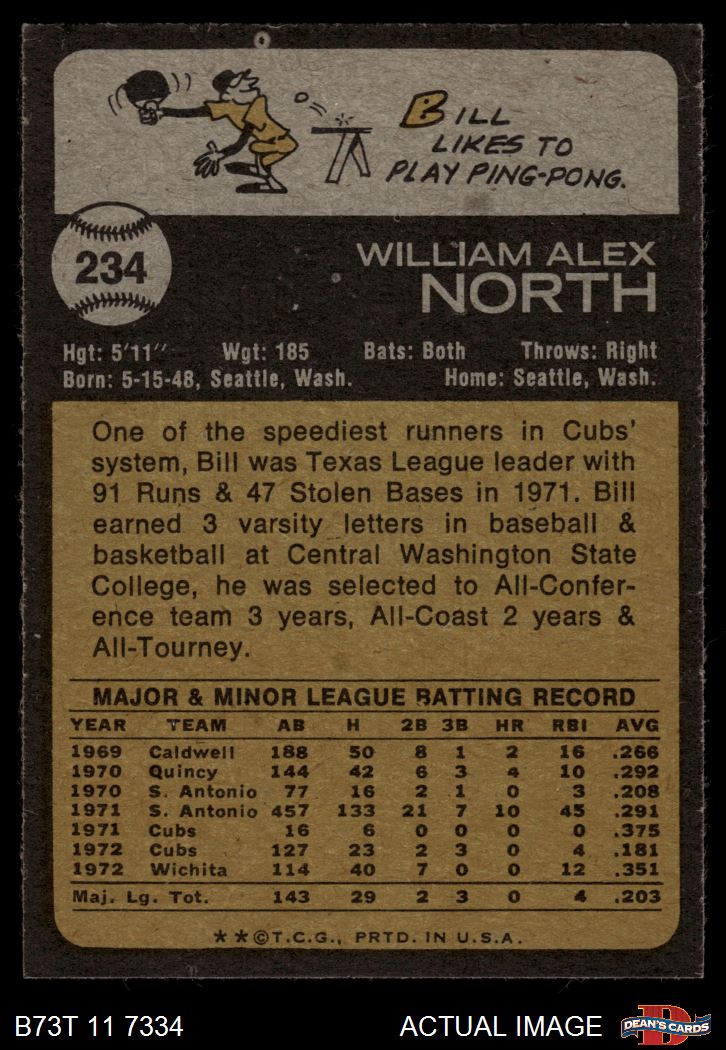 BILL
LIKES TO
PLAY PING-PONG.
234
WILLIAM ALEX
NORTH
Hgt: 5'11" Wgt: 185 Bats: Both Throws: Right
Born: 5-15-48, Seattle, Wash. Home: Seattle, Wash.
One of the speediest runners in Cubs'
system, Bill was Texas League leader with
91 Runs & 47 Stolen Bases in 1971. Bill
earned 3 varsity letters in baseball &
basketball at Central Washington State
College, he was selected to All-Confer-
ence team 3 years, All-Coast 2 years &
All-Tourney.
MAJOR & MINOR LEAGUE BATTING RECORD
YEAR TEAM AB H 2B 3B HR RBI AVG
1969 Caldwell 188 50 8 1 2 16 .266
1970 Quincy 144 42 6 3 4 10 .292
1970 S. Antonio 77 16 2 1 0 3 .208
1971 S. Antonio 457 133 21 7 10 45 .291
1971 Cubs 16 6 0 0 0 0 .375
1972 Cubs 127 23 2 3 0 4 .181
1972 Wichita 114 40 7 0 0 12 .351
Maj. Lg. Tot. 143 29 2 3 0 4 .203
**©T.C.G., PRTD. IN U.S.A.
B73T 11 7334 ACTUAL IMAGE
D
DEAN'S CARDS